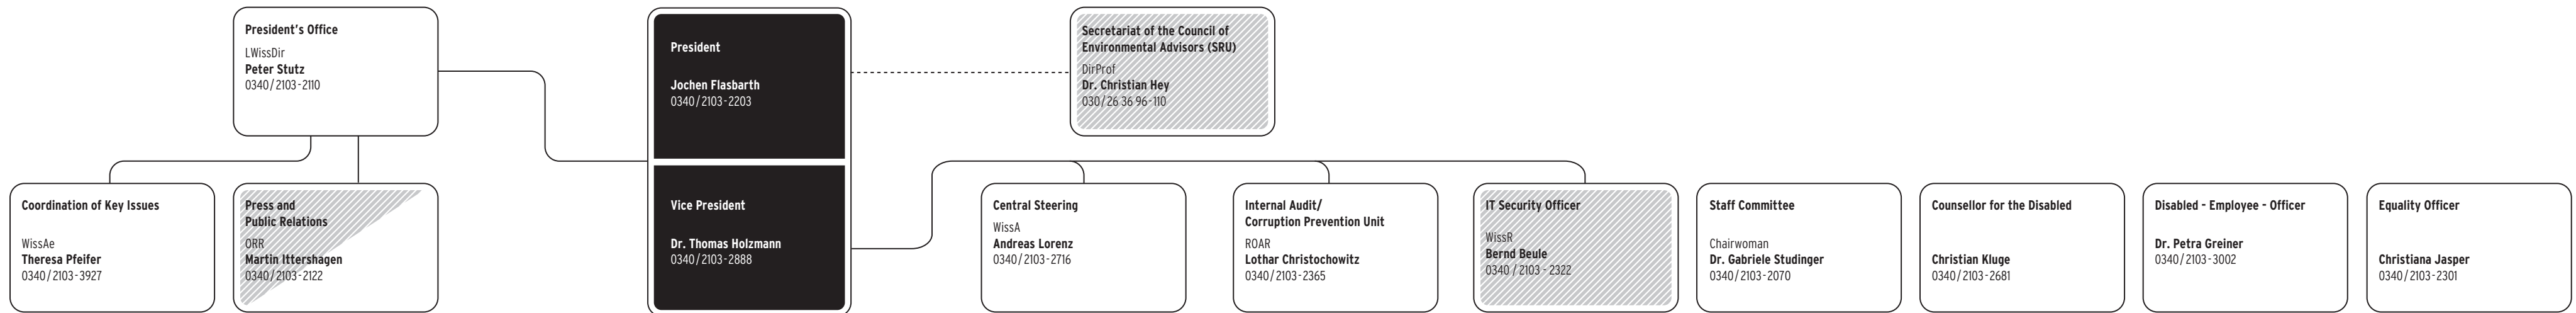 President's Office
LWissDir
Peter Stutz
0340/2103-2110
President
Jochen Flasbarth
0340/2103-2203
Secretariat of the Council of
Environmental Advisors (SRU)
DirProf
Dr. Christian Hey
030/26 36 96-110
Coordination of Key Issues
WissAe
Theresa Pfeifer
0340/2103-3927
Press and
Public Relations
ORR
Martin Ittershagen
0340/2103-2122
Vice President
Dr. Thomas Holzmann
0340/2103-2888
Central Steering
WissA
Andreas Lorenz
0340/2103-2716
Internal Audit/
Corruption Prevention Unit
ROAR
Lothar Christochowitz
0340/2103-2365
IT Security Officer
WissR
Bernd Beule
0340 / 2103 - 2322
Staff Committee
Chairwoman
Dr. Gabriele Studinger
0340/2103-2070
Counsellor for the Disabled
Christian Kluge
0340/2103-2681
Disabled - Employee - Officer
Dr. Petra Greiner
0340/2103-3002
Equality Officer
Christiana Jasper
0340/2103-2301